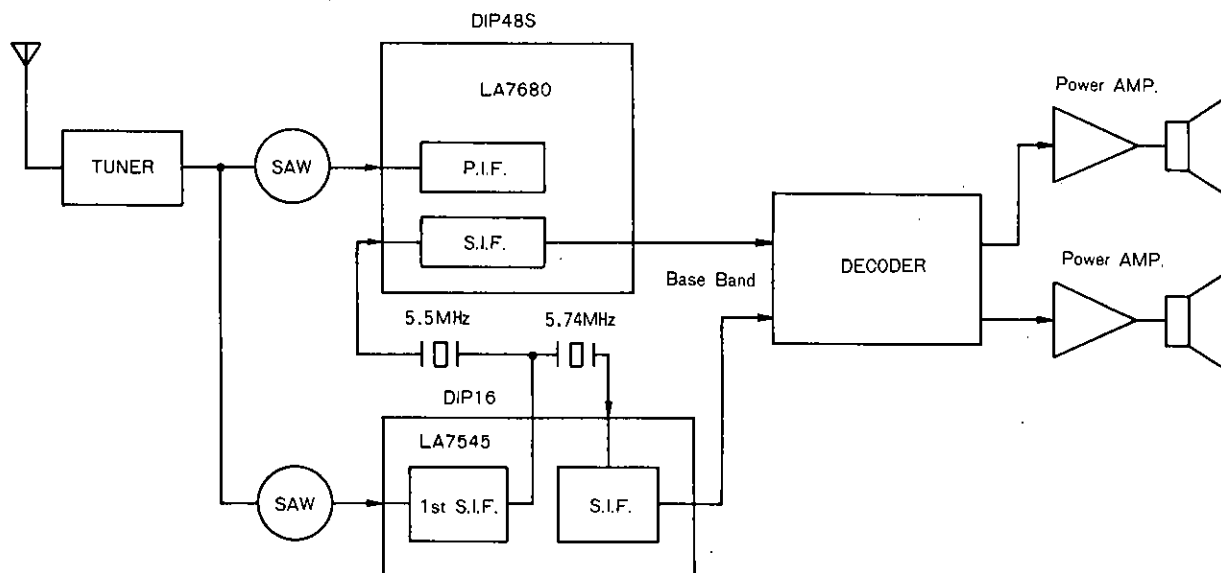 DIP48S
LA7680
Power AMP.
TUNER
SAW
P.I.F.
S.I.F.
DECODER
Base Band
Power AMP.
5.5MHz
5.74MHz
DIP16
LA7545
SAW
1st S.I.F.
S.I.F.